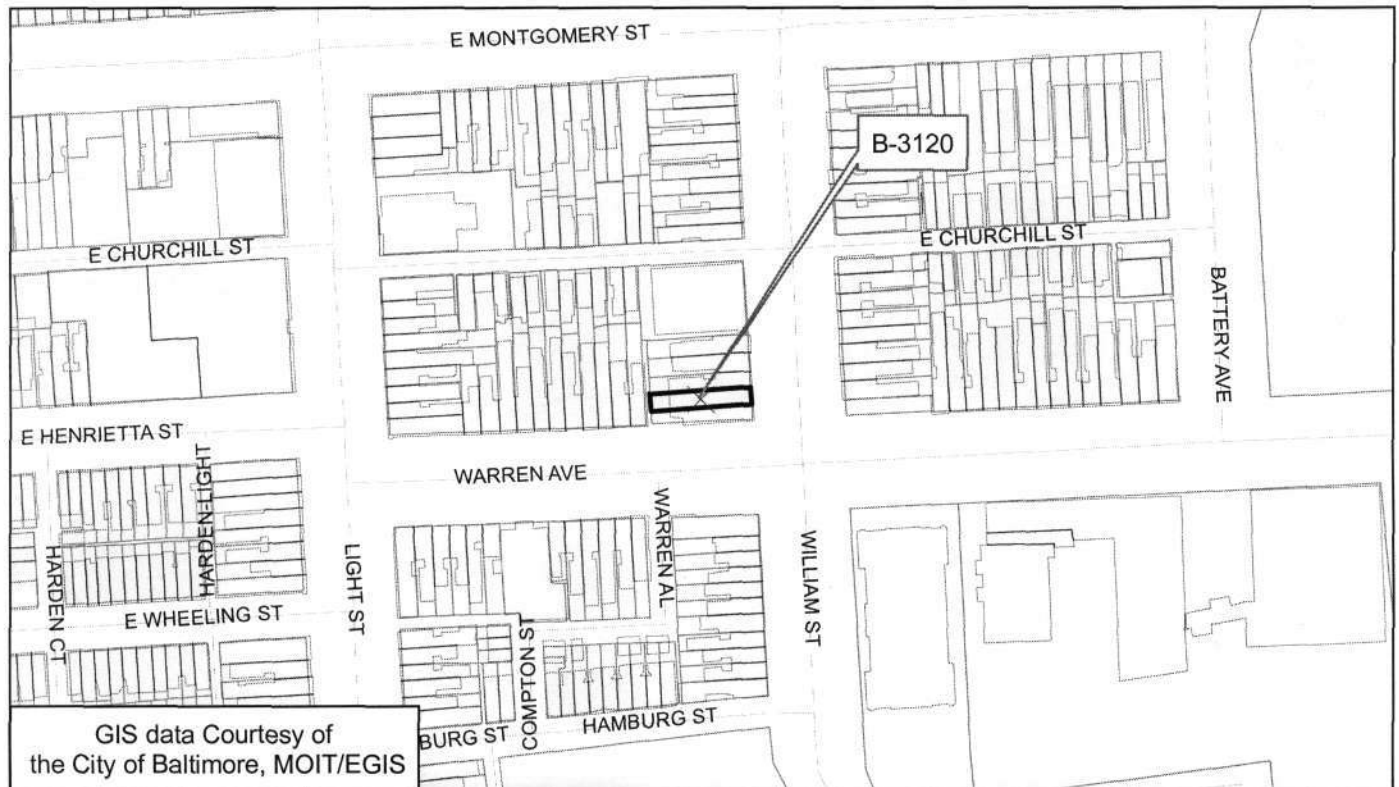 E MONTGOMERY ST
B-3120
E CHURCHILL ST
E CHURCHILL ST
BATTERY AVE
E HENRIETTA ST
WARREN AVE
HARDEN-LIGHT
WARREN AL
HARDEN CT
LIGHT ST
WILLIAM ST
E WHEELING ST
COMPTON ST
HAMBURG ST
BURG ST
GIS data Courtesy of
the City of Baltimore, MOIT/EGIS